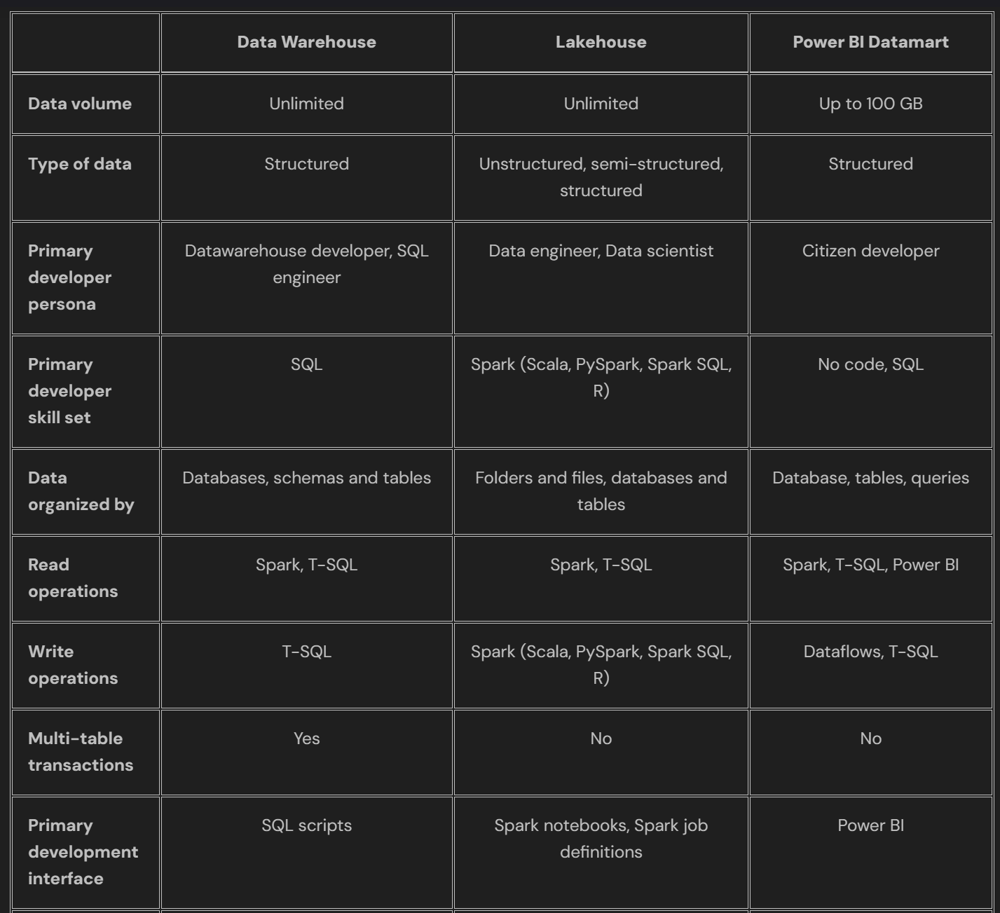 Data Warehouse
Lakehouse
Power BI Datamart
Data volume
Unlimited
Unlimited
Up to 100 GB
Type of data
Structured
Unstructured, semi-structured,
structured
Structured
Primary
developer
persona
Datawarehouse developer, SQL
engineer
Data engineer, Data scientist
Citizen developer
Primary
developer
skill set
SQL
Spark (Scala, PySpark, Spark SQL,
R)
No code, SQL
Data
organized by
Databases, schemas and tables
Folders and files, databases and
tables
Database, tables, queries
Read
operations
Spark, T-SQL
Spark, T-SQL
Spark, T-SQL, Power BI
Write
operations
T-SQL
Spark (Scala, PySpark, Spark SQL,
R)
Dataflows, T-SQL
Multi-table
transactions
Yes
No
No
Primary
development
interface
SQL scripts
Spark notebooks, Spark job
definitions
Power BI